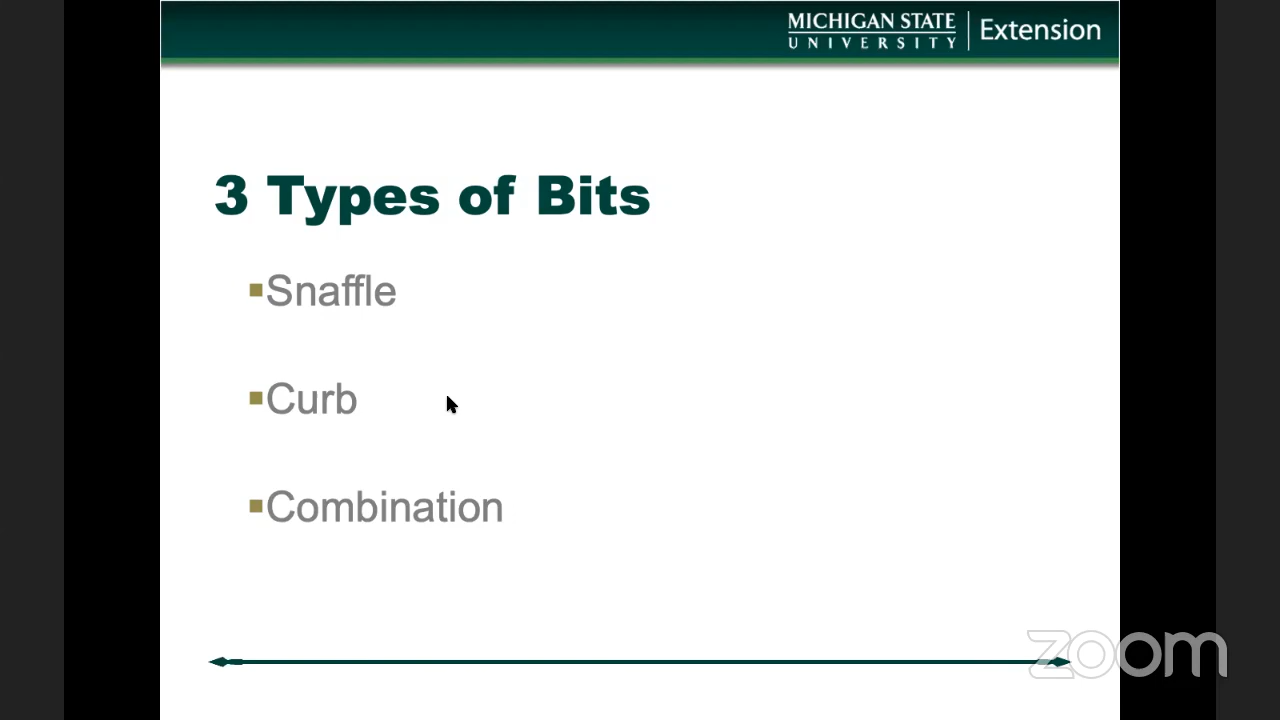 MICHIGAN STATE
UNIVERSITY
Extension
3 Types of Bits
Snaffle
Curb
Combination
zoom